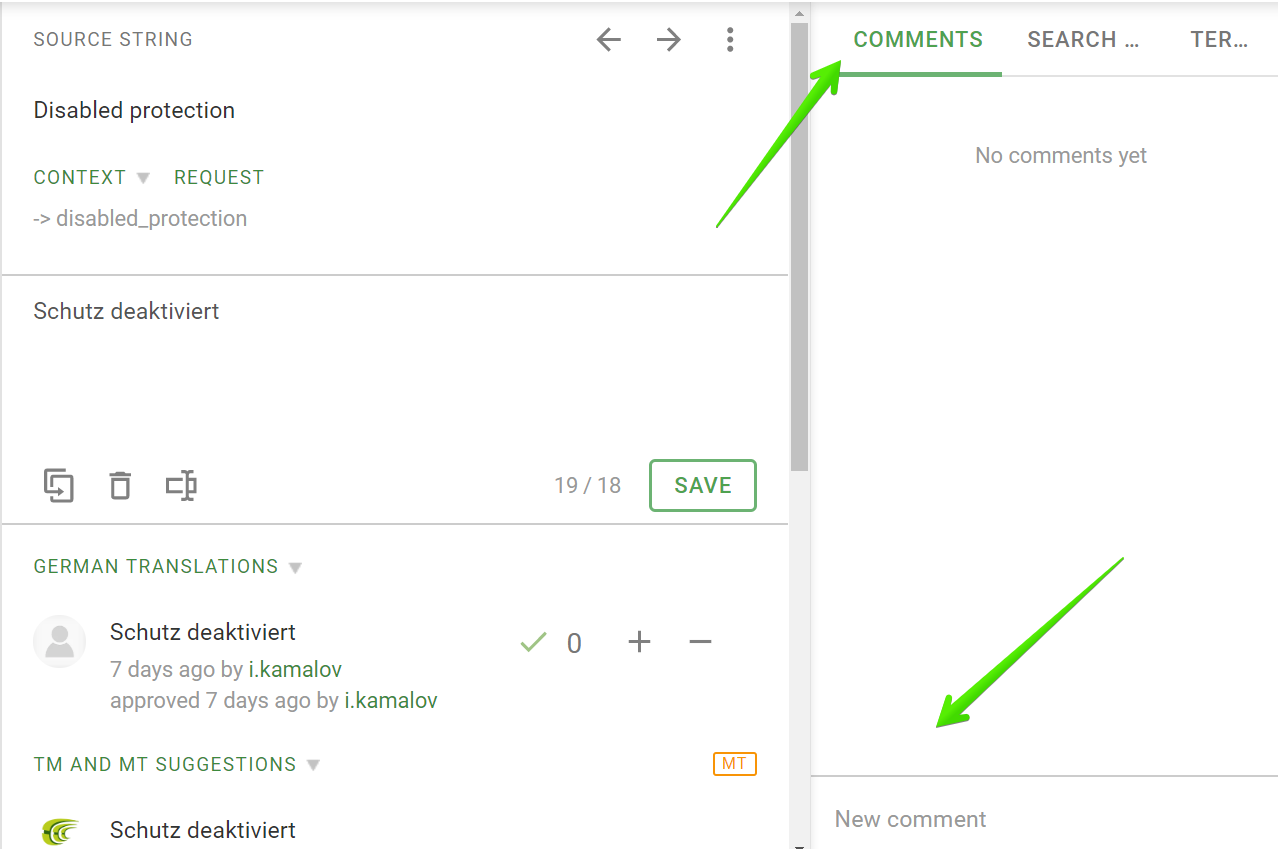 SOURCE STRING
Disabled protection
CONTEXT REQUEST
-> disabled_protection
Schutz deaktiviert
19 / 18 SAVE
GERMAN TRANSLATIONS
Schutz deaktiviert
0
7 days ago by i.kamalov
approved 7 days ago by i.kamalov
TM AND MT SUGGESTIONS
MT
Schutz deaktiviert
COMMENTS SEARCH ... TER...
No comments yet
New comment